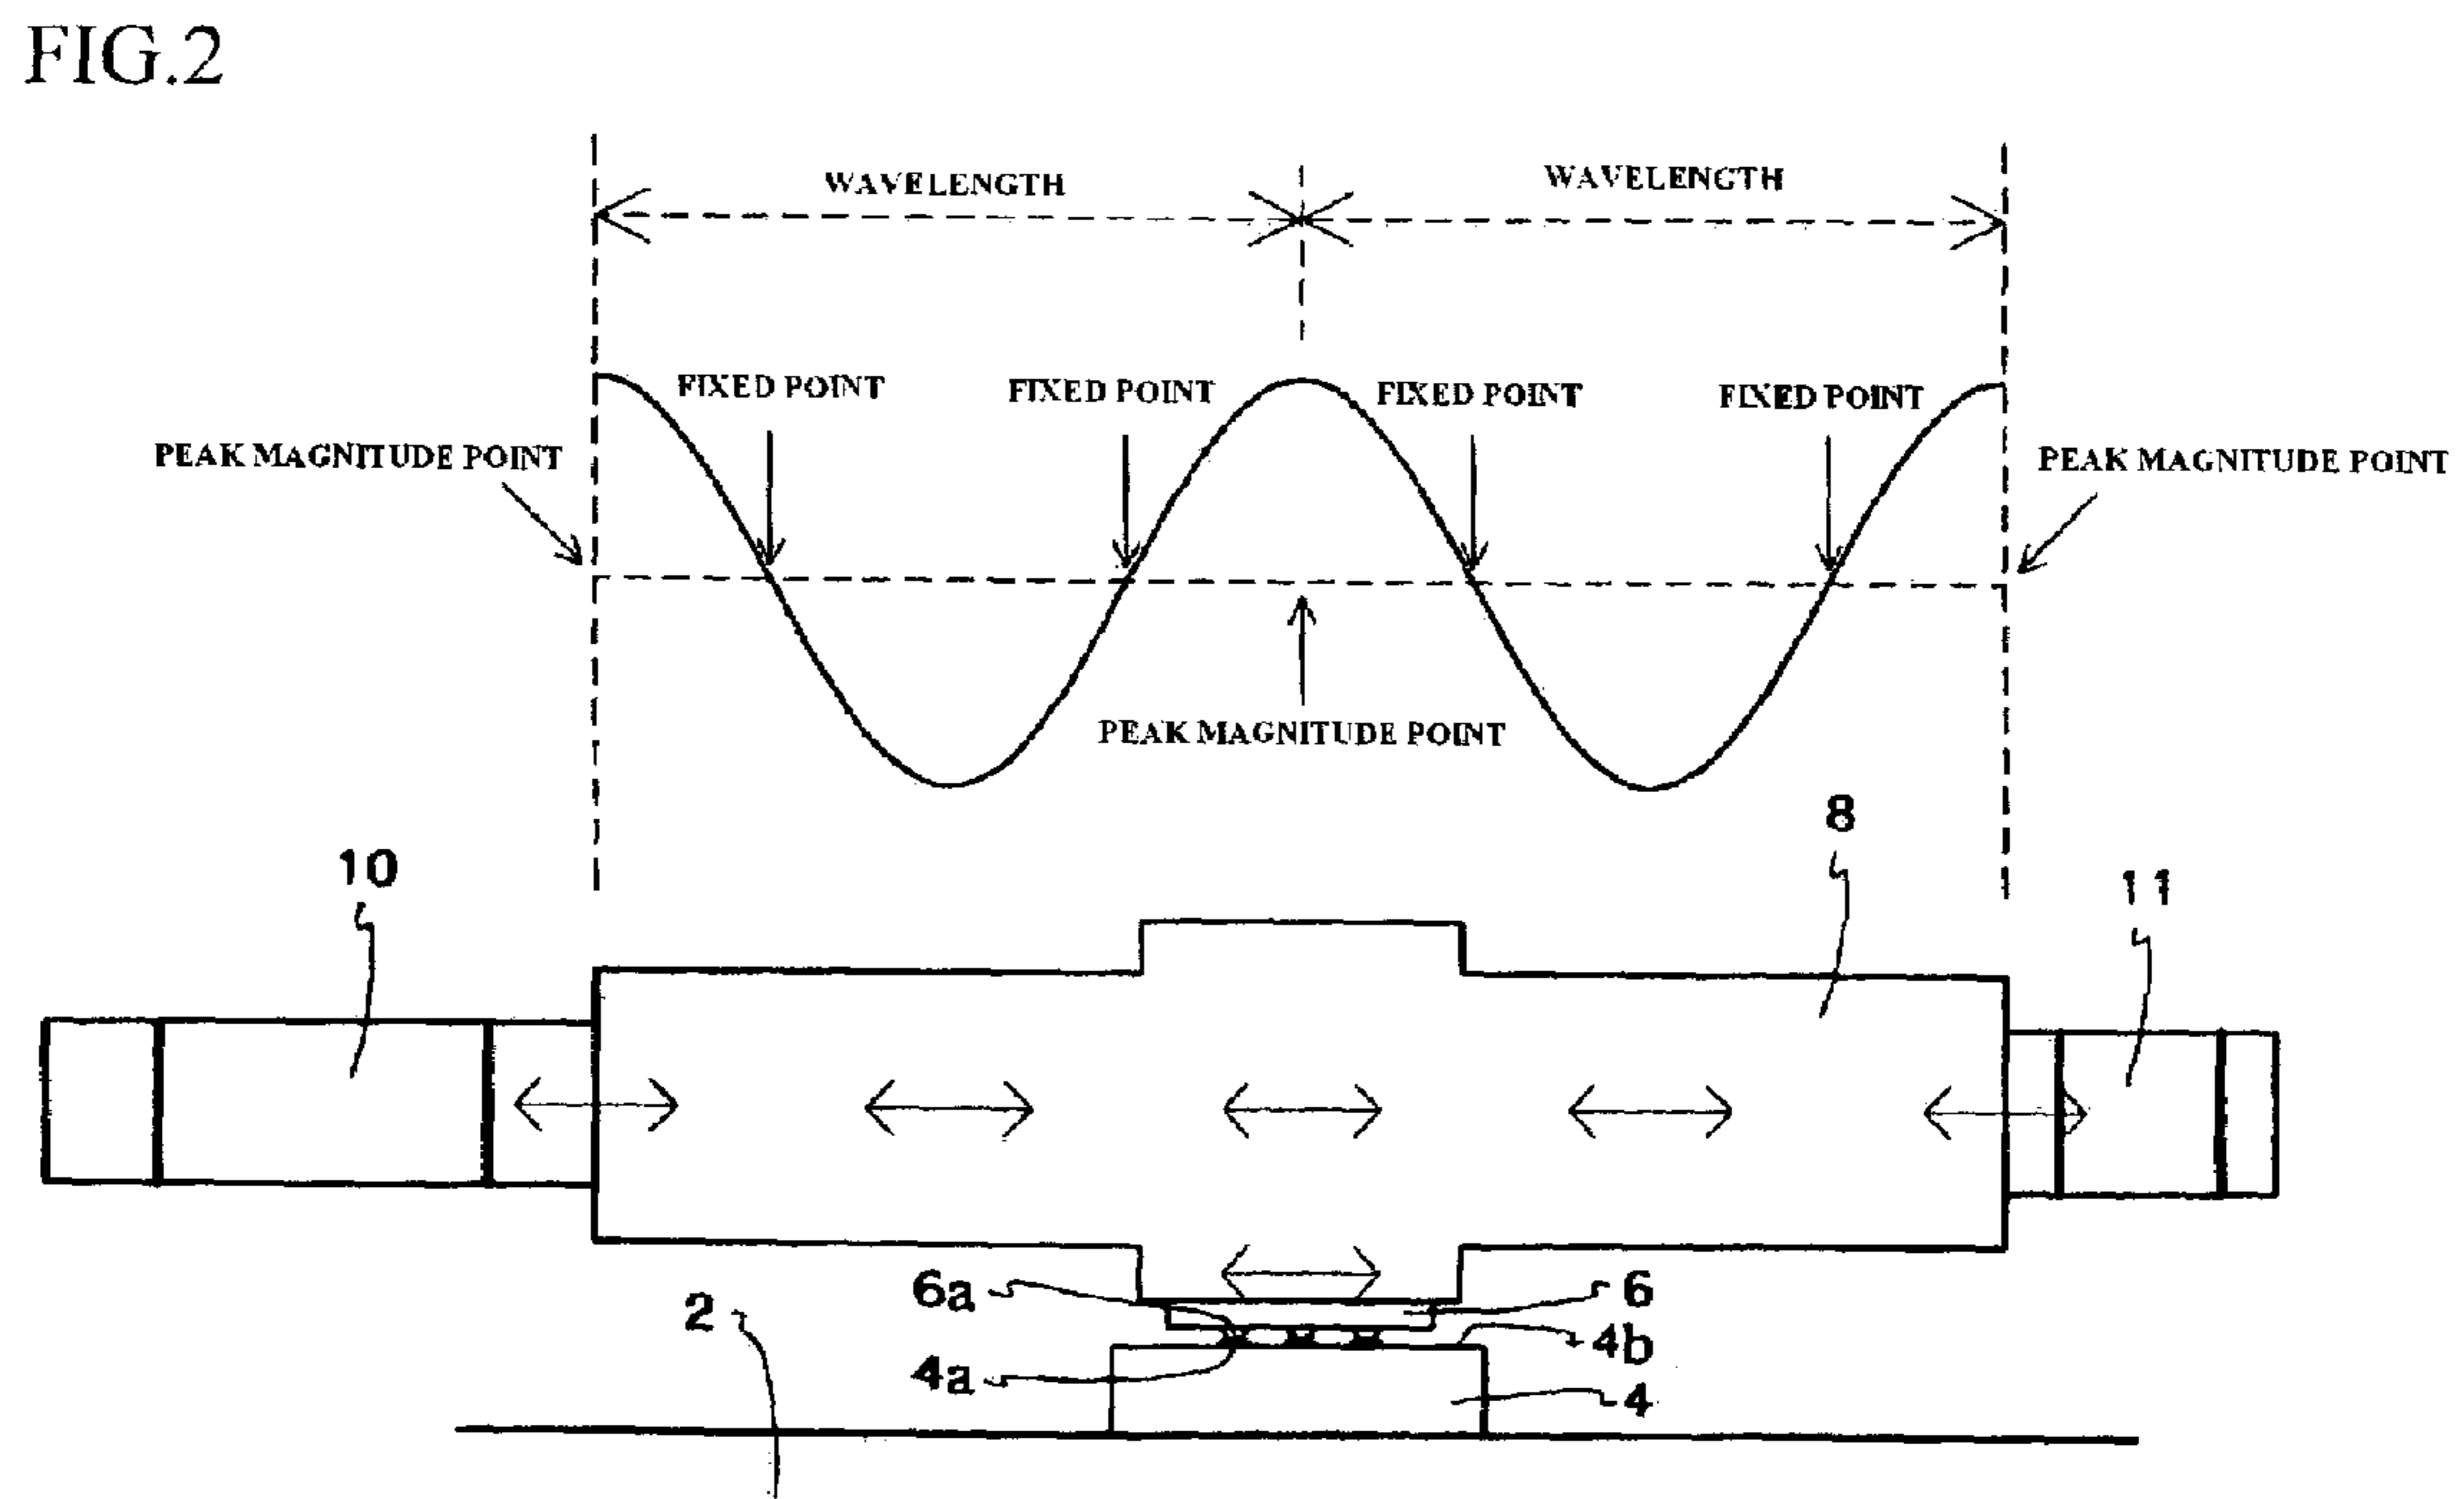 FIG.2
WAVELENGTH WAVELENGTH
FIXED POINT FIXED POINT FIXED POINT FIXED POINT
PEAK MAGNITUDE POINT PEAK MAGNITUDE POINT
PEAK MAGNITUDE POINT
8
10 11
6a 6
2 4b
4a 4